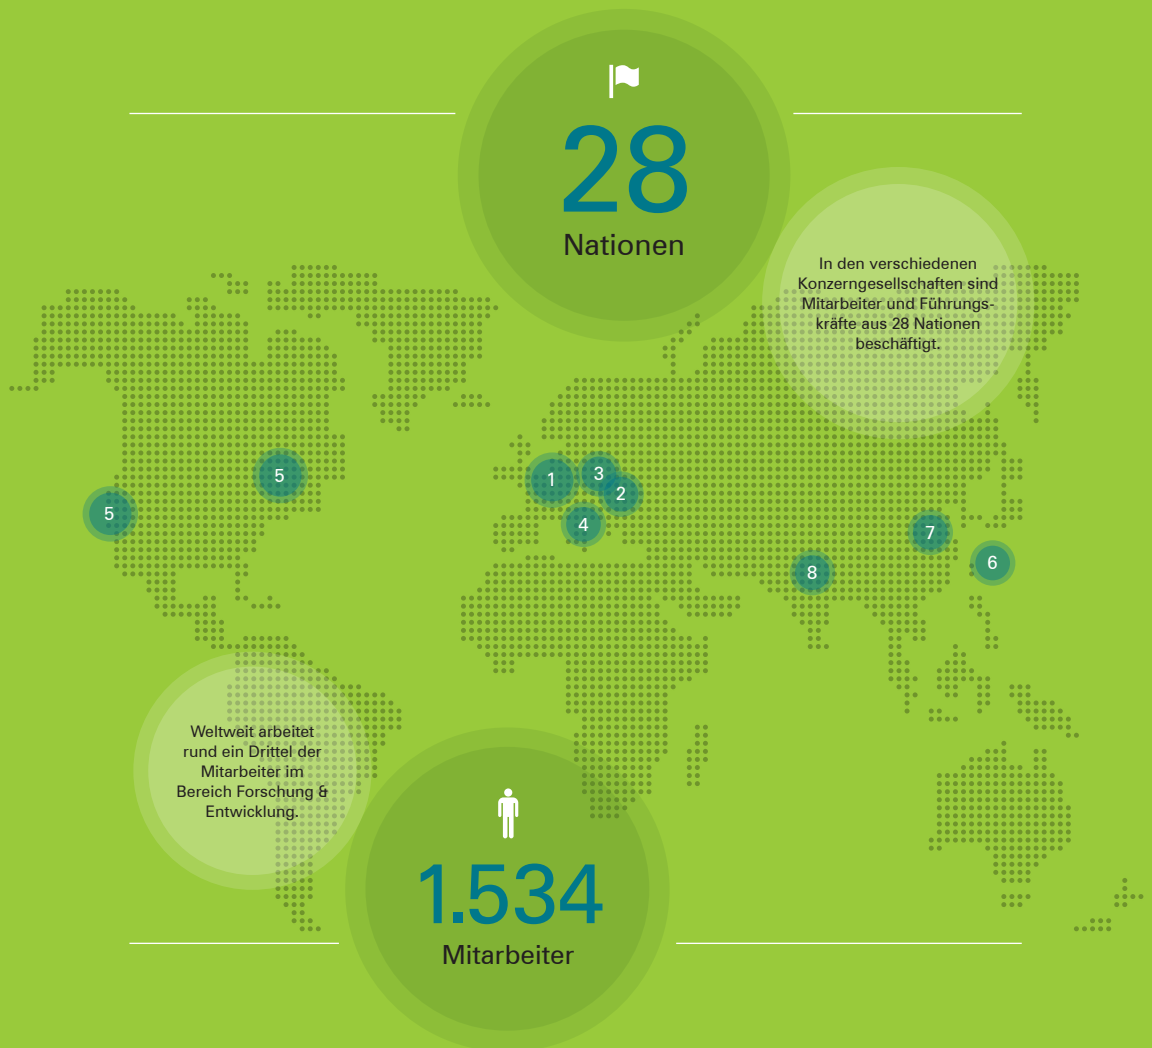 28
Nationen
In den verschiedenen
Konzerngesellschaften sind
Mitarbeiter und Führungs-
kräfte aus 28 Nationen
beschäftigt.
5
5
1
3
2
4
7
6
8
Weltweit arbeitet
rund ein Drittel der
Mitarbeiter im
Bereich Forschung &
Entwicklung.
1.534
Mitarbeiter